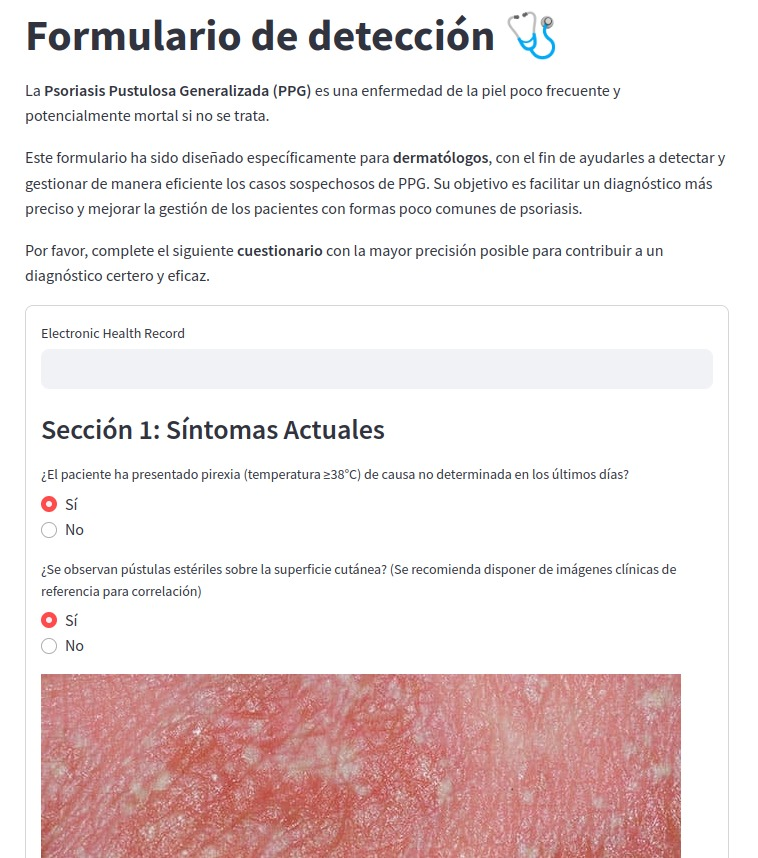 Formulario de detección
La Psoriasis Pustulosa Generalizada (PPG) es una enfermedad de la piel poco frecuente y
potencialmente mortal si no se trata.
Este formulario ha sido diseñado específicamente para dermatólogos, con el fin de ayudarles a detectar y
gestionar de manera eficiente los casos sospechosos de PPG. Su objetivo es facilitar un diagnóstico más
preciso y mejorar la gestión de los pacientes con formas poco comunes de psoriasis.
Por favor, complete el siguiente cuestionario con la mayor precisión posible para contribuir a un
diagnóstico certero y eficaz.
Electronic Health Record
Sección 1: Síntomas Actuales
¿El paciente ha presentado pirexia (temperatura ≥38°C) de causa no determinada en los últimos días?
Sí
No
¿Se observan pústulas estériles sobre la superficie cutánea? (Se recomienda disponer de imágenes clínicas de
referencia para correlación)
Sí
No